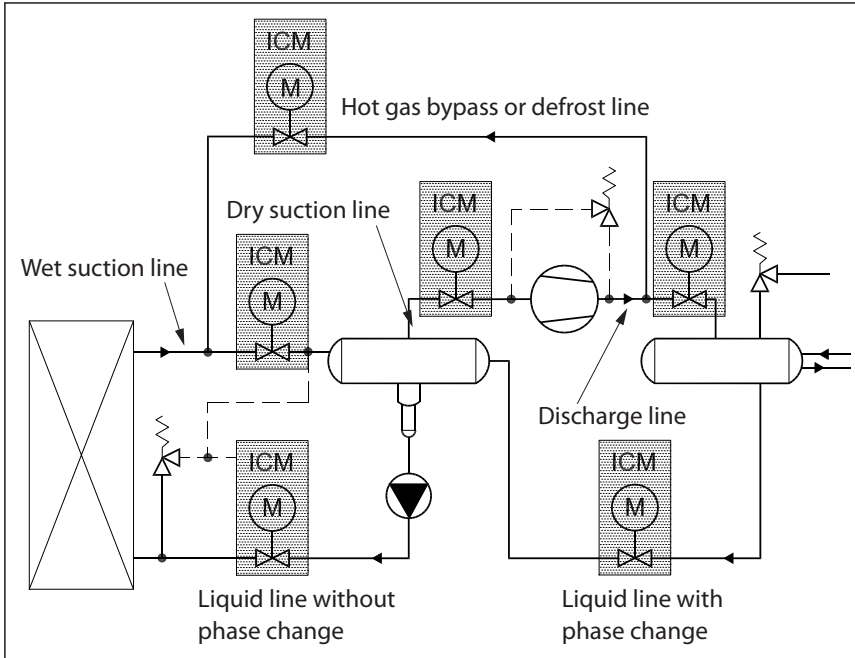 ICM
M
Hot gas bypass or defrost line
ICM
M
ICM
M
Dry suction line
Wet suction line
ICM
M
Discharge line
ICM
M
ICM
M
Liquid line without
phase change
Liquid line with
phase change